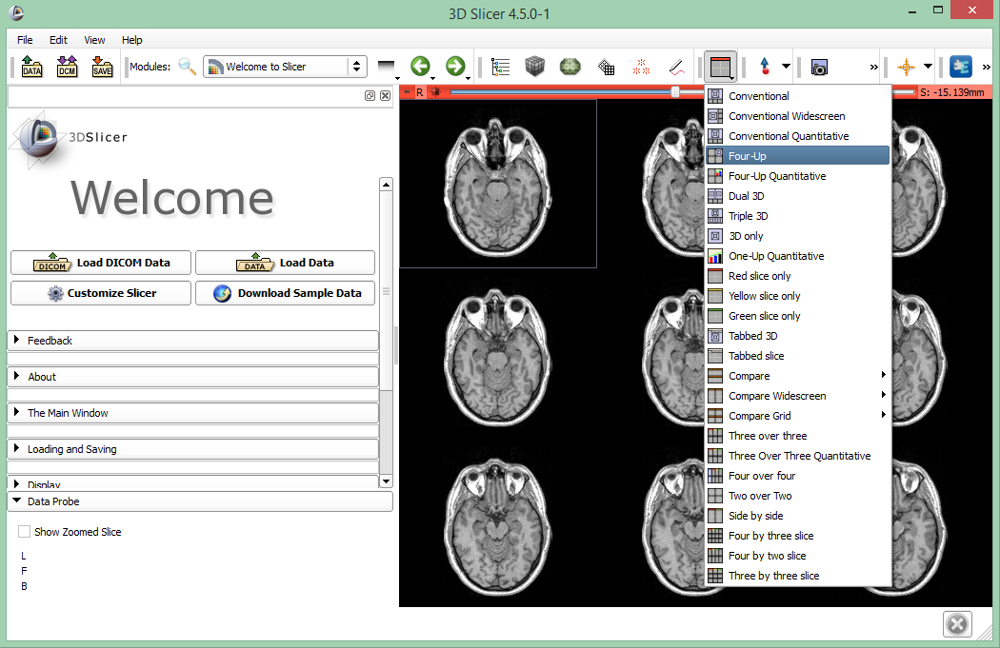 3D Slicer 4.5.0-1
File Edit View Help
DATA DCM SAVE Modules: Welcome to Slicer
R S: -15.139mm
3DSlicer
Welcome
DICOM Load DICOM Data DATA Load Data
Customize Slicer Download Sample Data
Feedback
About
The Main Window
Loading and Saving
Display
Data Probe
Show Zoomed Slice
L
F
B
Conventional
Conventional Widescreen
Conventional Quantitative
Four-Up
Four-Up Quantitative
Dual 3D
Triple 3D
3D only
One-Up Quantitative
Red slice only
Yellow slice only
Green slice only
Tabbed 3D
Tabbed slice
Compare
Compare Widescreen
Compare Grid
Three over three
Three Over Three Quantitative
Four over four
Two over Two
Side by side
Four by three slice
Four by two slice
Three by three slice